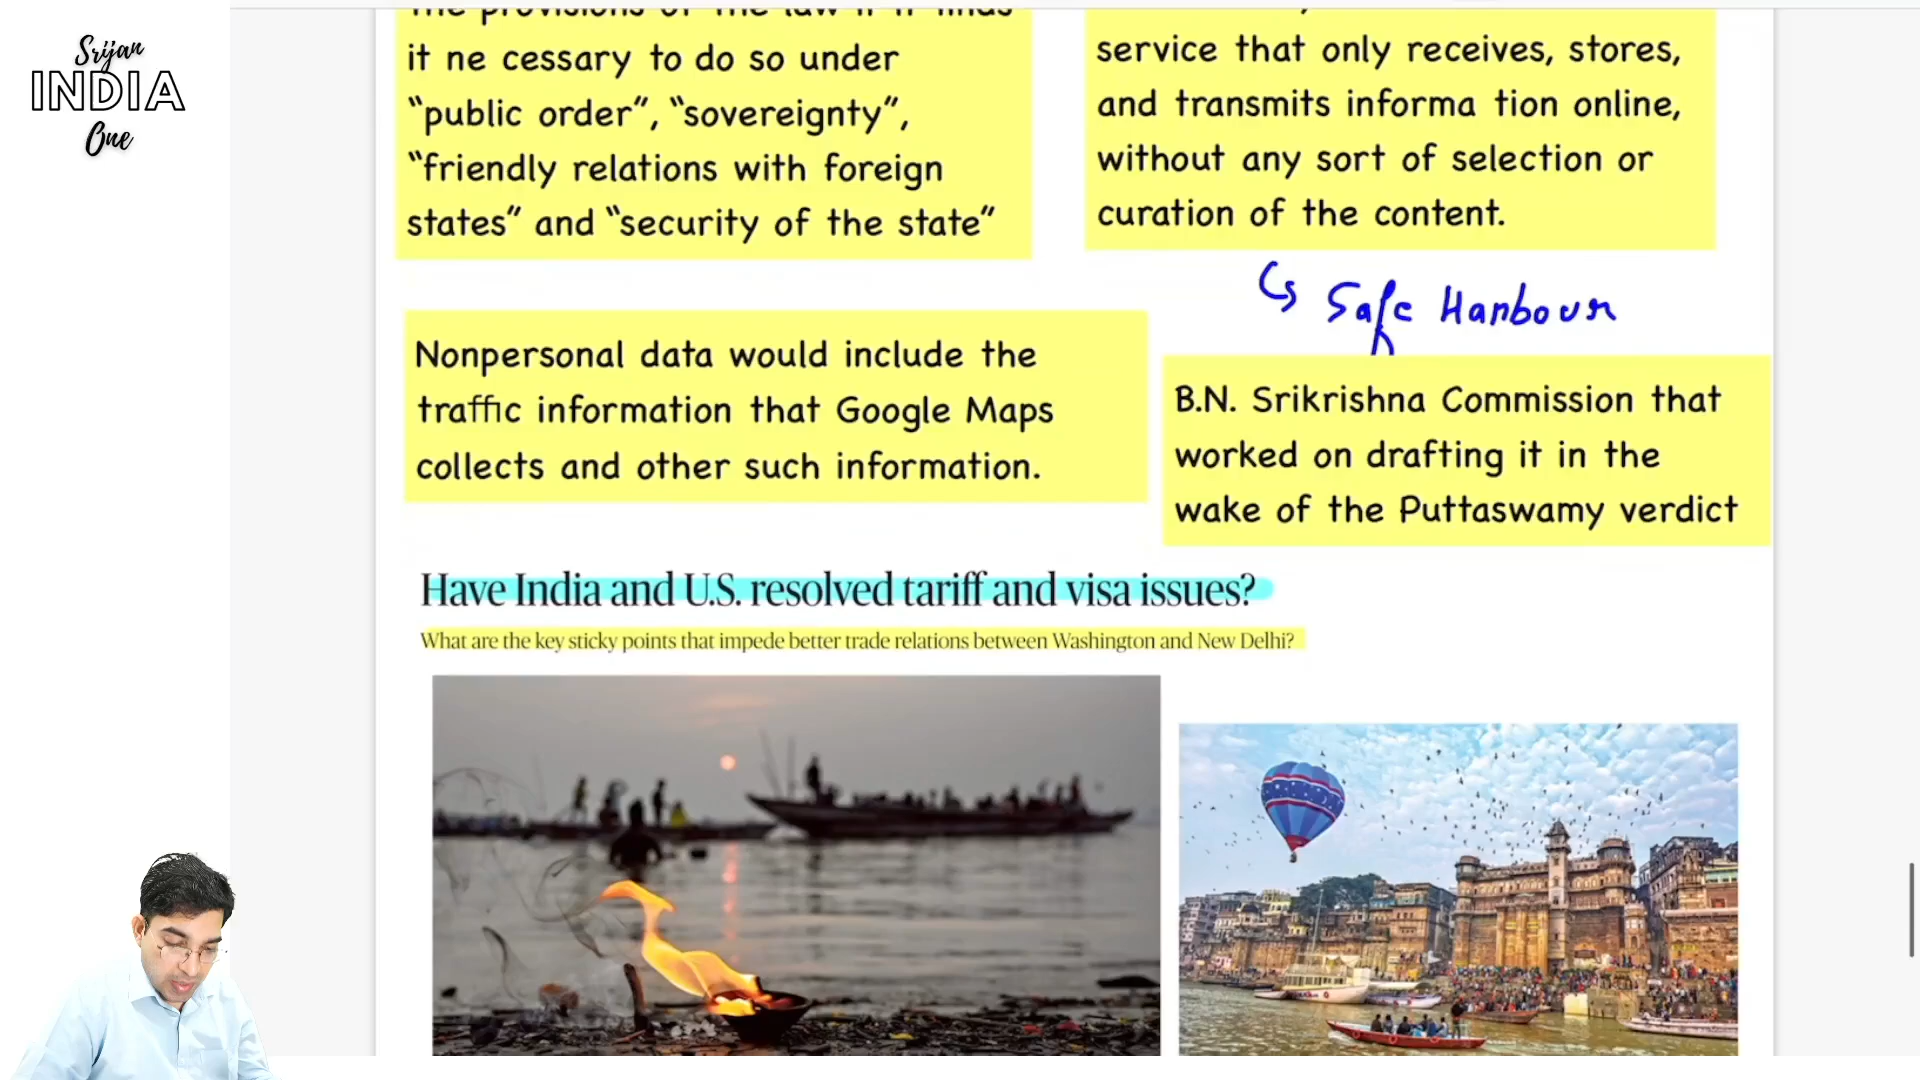 Srijan
INDIA
One
it ne cessary to do so under
“public order”, “sovereignty”,
“friendly relations with foreign
states” and “security of the state”
service that only receives, stores,
and transmits informa tion online,
without any sort of selection or
curation of the content.
Safe Harbour
Nonpersonal data would include the
traffic information that Google Maps
collects and other such information.
B.N. Srikrishna Commission that
worked on drafting it in the
wake of the Puttaswamy verdict
Have India and U.S. resolved tariff and visa issues?
What are the key sticky points that impede better trade relations between Washington and New Delhi?